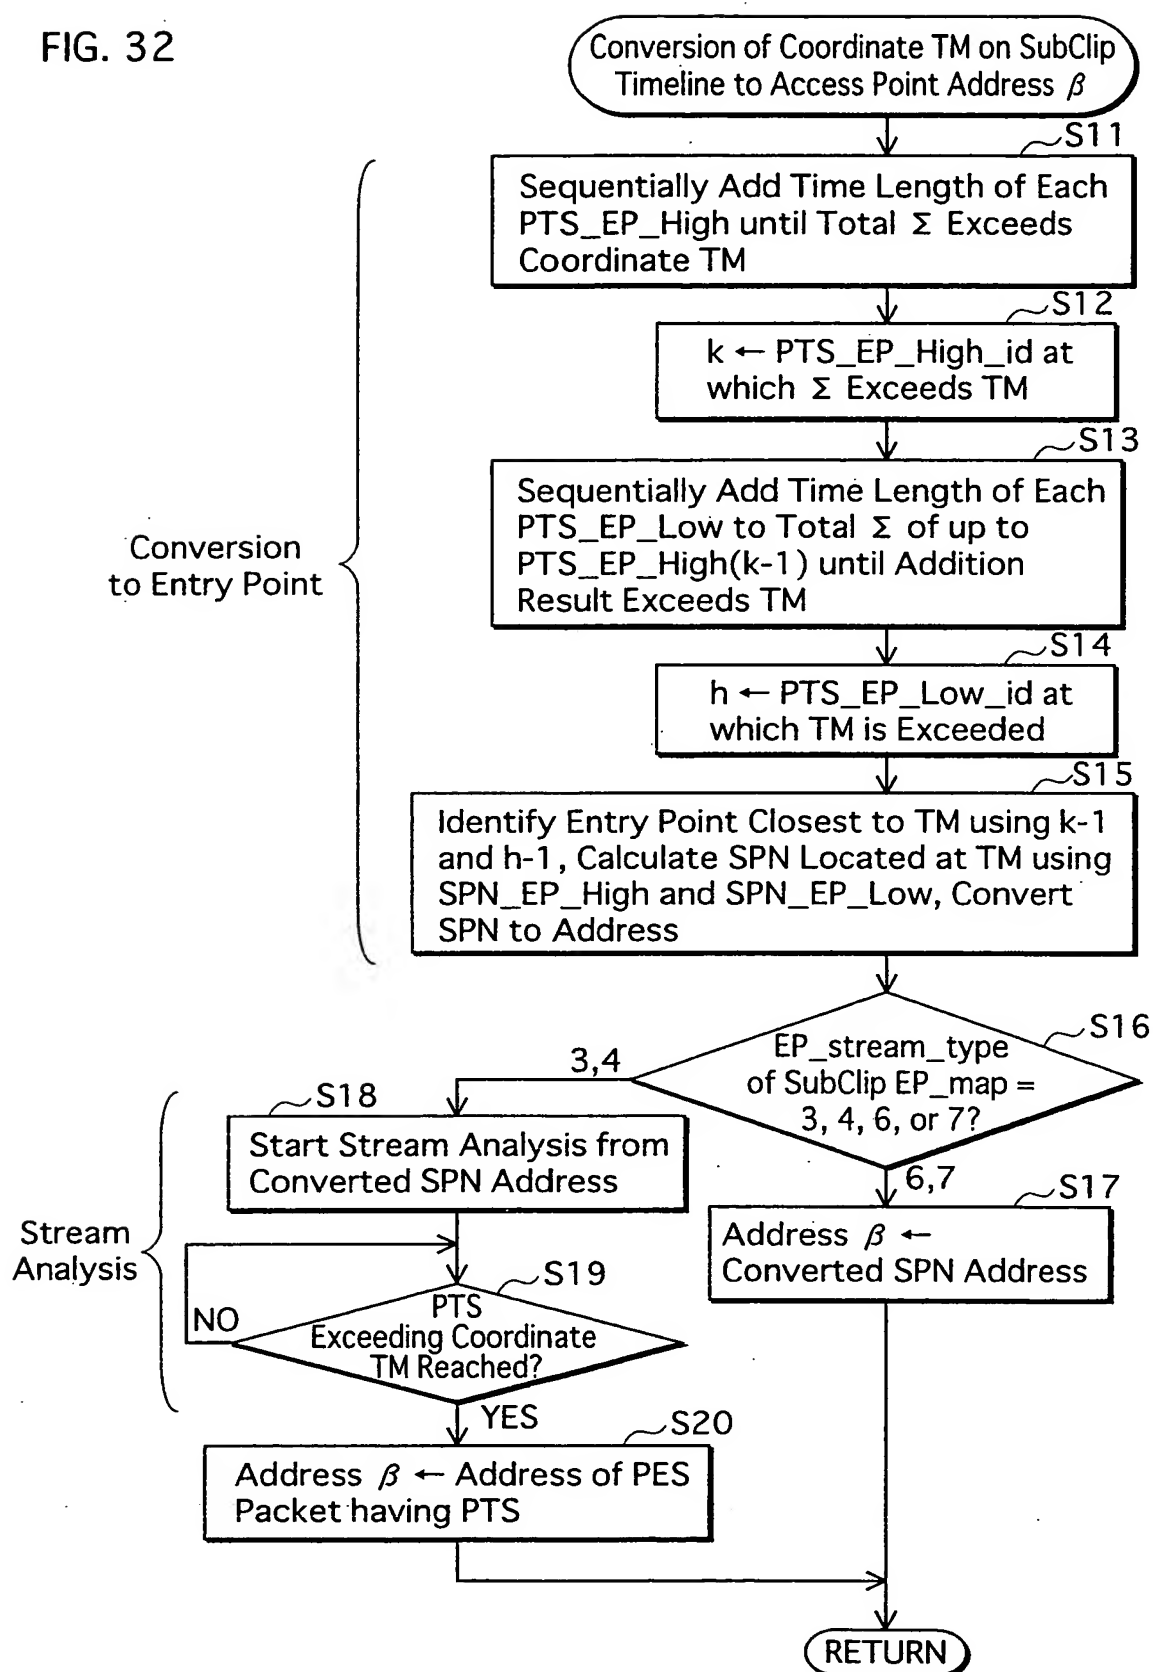 FIG. 32
Conversion of Coordinate TM on SubClip
Timeline to Access Point Address β
S11
Sequentially Add Time Length of Each
PTS_EP_High until Total Σ Exceeds
Coordinate TM
S12
k ← PTS_EP_High_id at
which Σ Exceeds TM
S13
Sequentially Add Time Length of Each
PTS_EP_Low to Total Σ of up to
PTS_EP_High(k-1) until Addition
Result Exceeds TM
Conversion
to Entry Point
S14
h ← PTS_EP_Low_id at
which TM is Exceeded
S15
Identify Entry Point Closest to TM using k-1
and h-1, Calculate SPN Located at TM using
SPN_EP_High and SPN_EP_Low, Convert
SPN to Address
S16
EP_stream_type
of SubClip EP_map =
3, 4, 6, or 7?
3,4
6,7
S18
Start Stream Analysis from
Converted SPN Address
S17
Address β ←
Converted SPN Address
Stream
Analysis
S19
PTS
Exceeding Coordinate
TM Reached?
NO
YES
S20
Address β ← Address of PES
Packet having PTS
RETURN